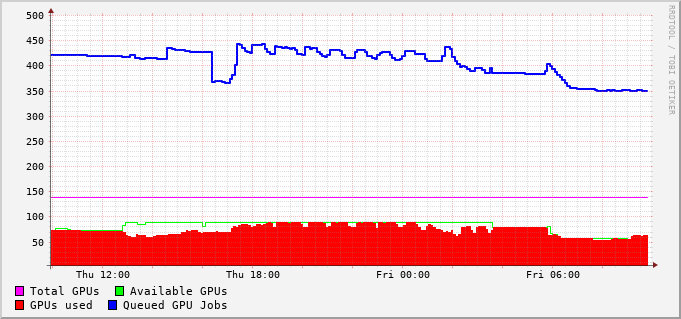 500
450
400
350
300
250
200
150
100
50
Thu 12:00 Thu 18:00 Fri 00:00 Fri 06:00
Total GPUs Available GPUs
GPUs used Queued GPU Jobs
RRDTOOL / TOBI OETIKER